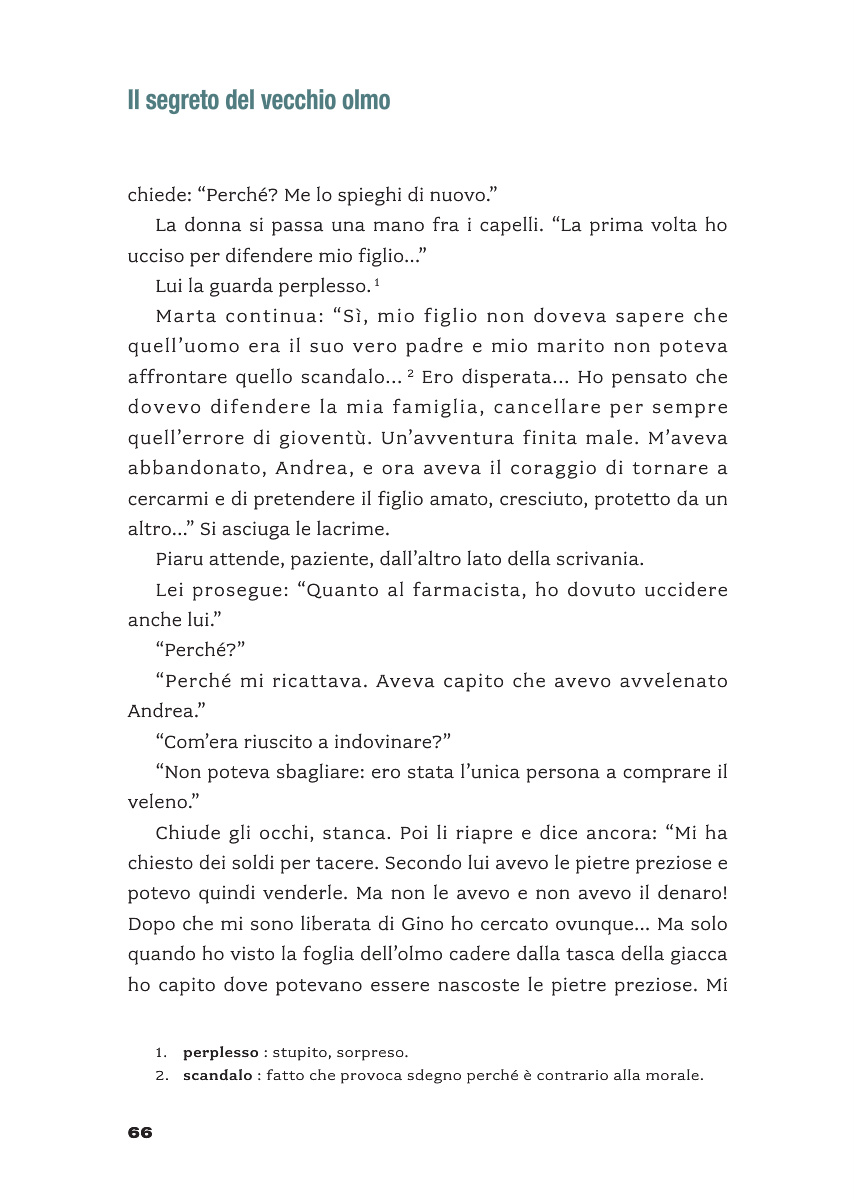 Il segreto del vecchio olmo
chiede: “Perché? Me lo spieghi di nuovo.”
La donna si passa una mano fra i capelli. “La prima volta ho
ucciso per difendere mio figlio...”
Lui la guarda perplesso.¹
Marta continua: “Sì, mio figlio non doveva sapere che
quell’uomo era il suo vero padre e mio marito non poteva
affrontare quello scandalo...² Ero disperata... Ho pensato che
dovevo difendere la mia famiglia, cancellare per sempre
quell’errore di gioventù. Un’avventura finita male. M’aveva
abbandonato, Andrea, e ora aveva il coraggio di tornare a
cercarmi e di pretendere il figlio amato, cresciuto, protetto da un
altro...” Si asciuga le lacrime.
Piaru attende, paziente, dall’altro lato della scrivania.
Lei prosegue: “Quanto al farmacista, ho dovuto uccidere
anche lui.”
“Perché?”
“Perché mi ricattava. Aveva capito che avevo avvelenato
Andrea.”
“Com’era riuscito a indovinare?”
“Non poteva sbagliare: ero stata l’unica persona a comprare il
veleno.”
Chiude gli occhi, stanca. Poi li riapre e dice ancora: “Mi ha
chiesto dei soldi per tacere. Secondo lui avevo le pietre preziose e
potevo quindi venderle. Ma non le avevo e non avevo il denaro!
Dopo che mi sono liberata di Gino ho cercato ovunque... Ma solo
quando ho visto la foglia dell’olmo cadere dalla tasca della giacca
ho capito dove potevano essere nascoste le pietre preziose. Mi
1. perplesso : stupito, sorpreso.
2. scandalo : fatto che provoca sdegno perché è contrario alla morale.
66